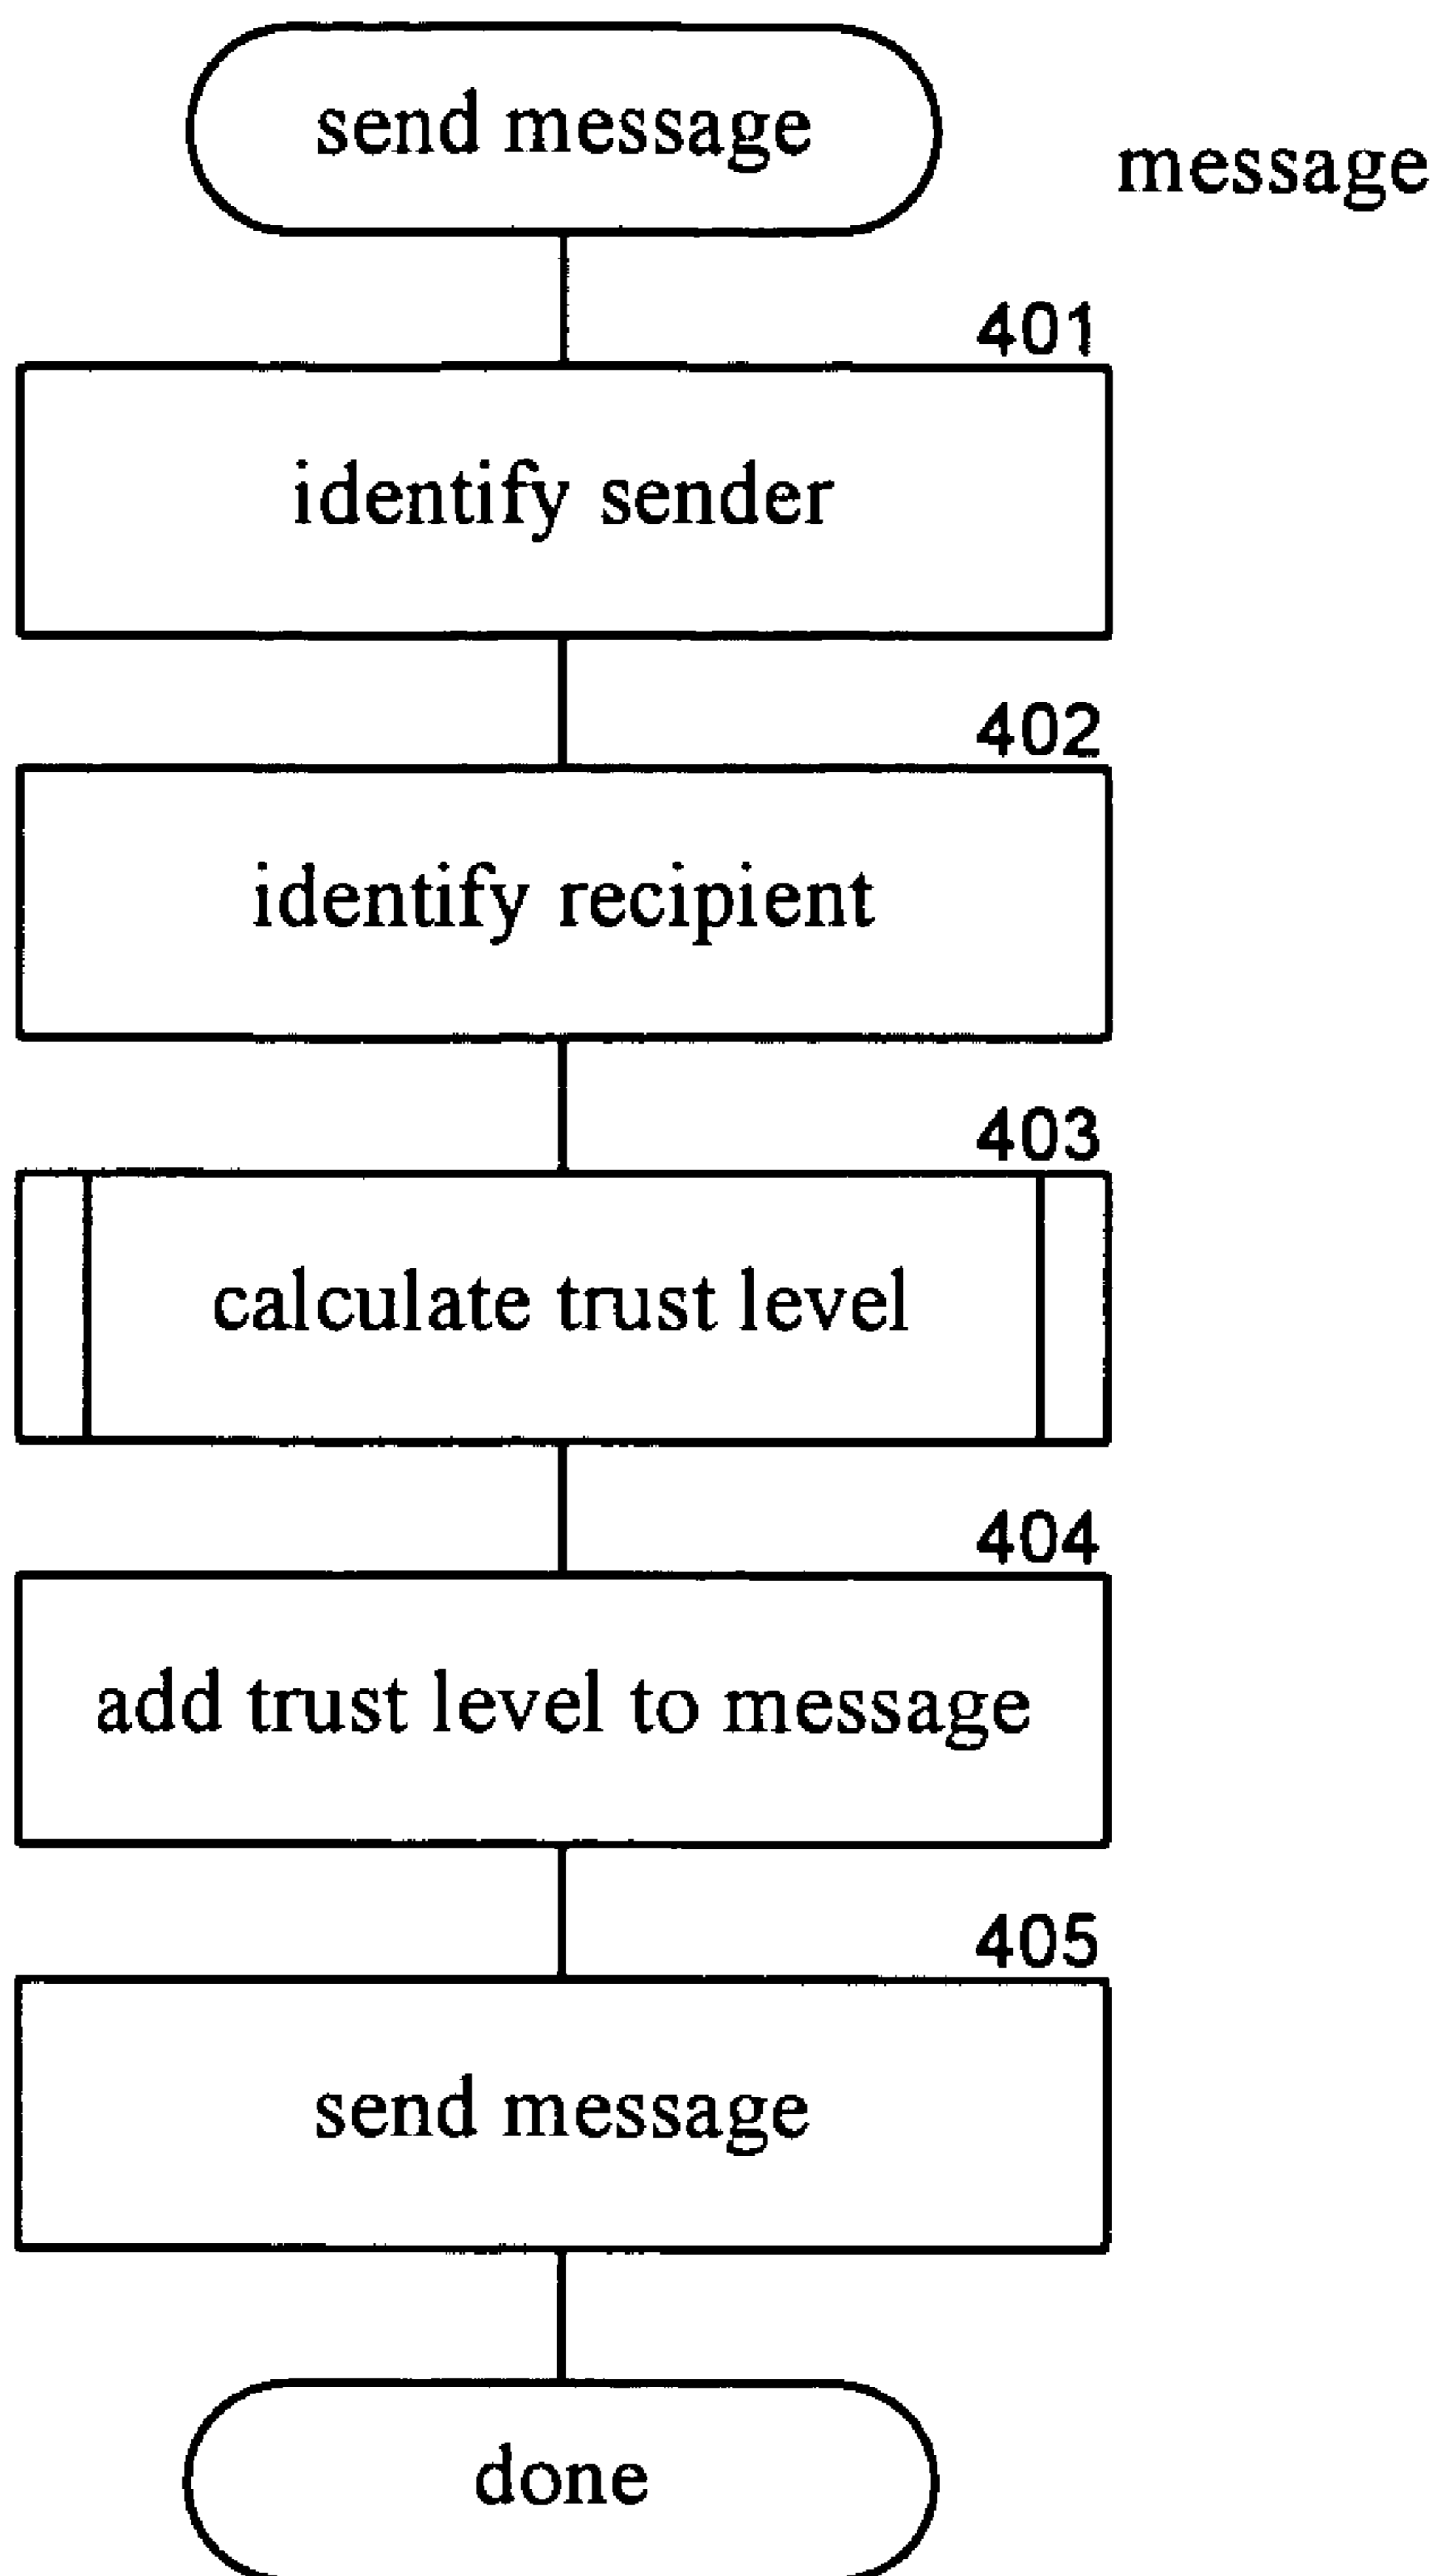 send message
message
401
identify sender
402
identify recipient
403
calculate trust level
404
add trust level to message
405
send message
done